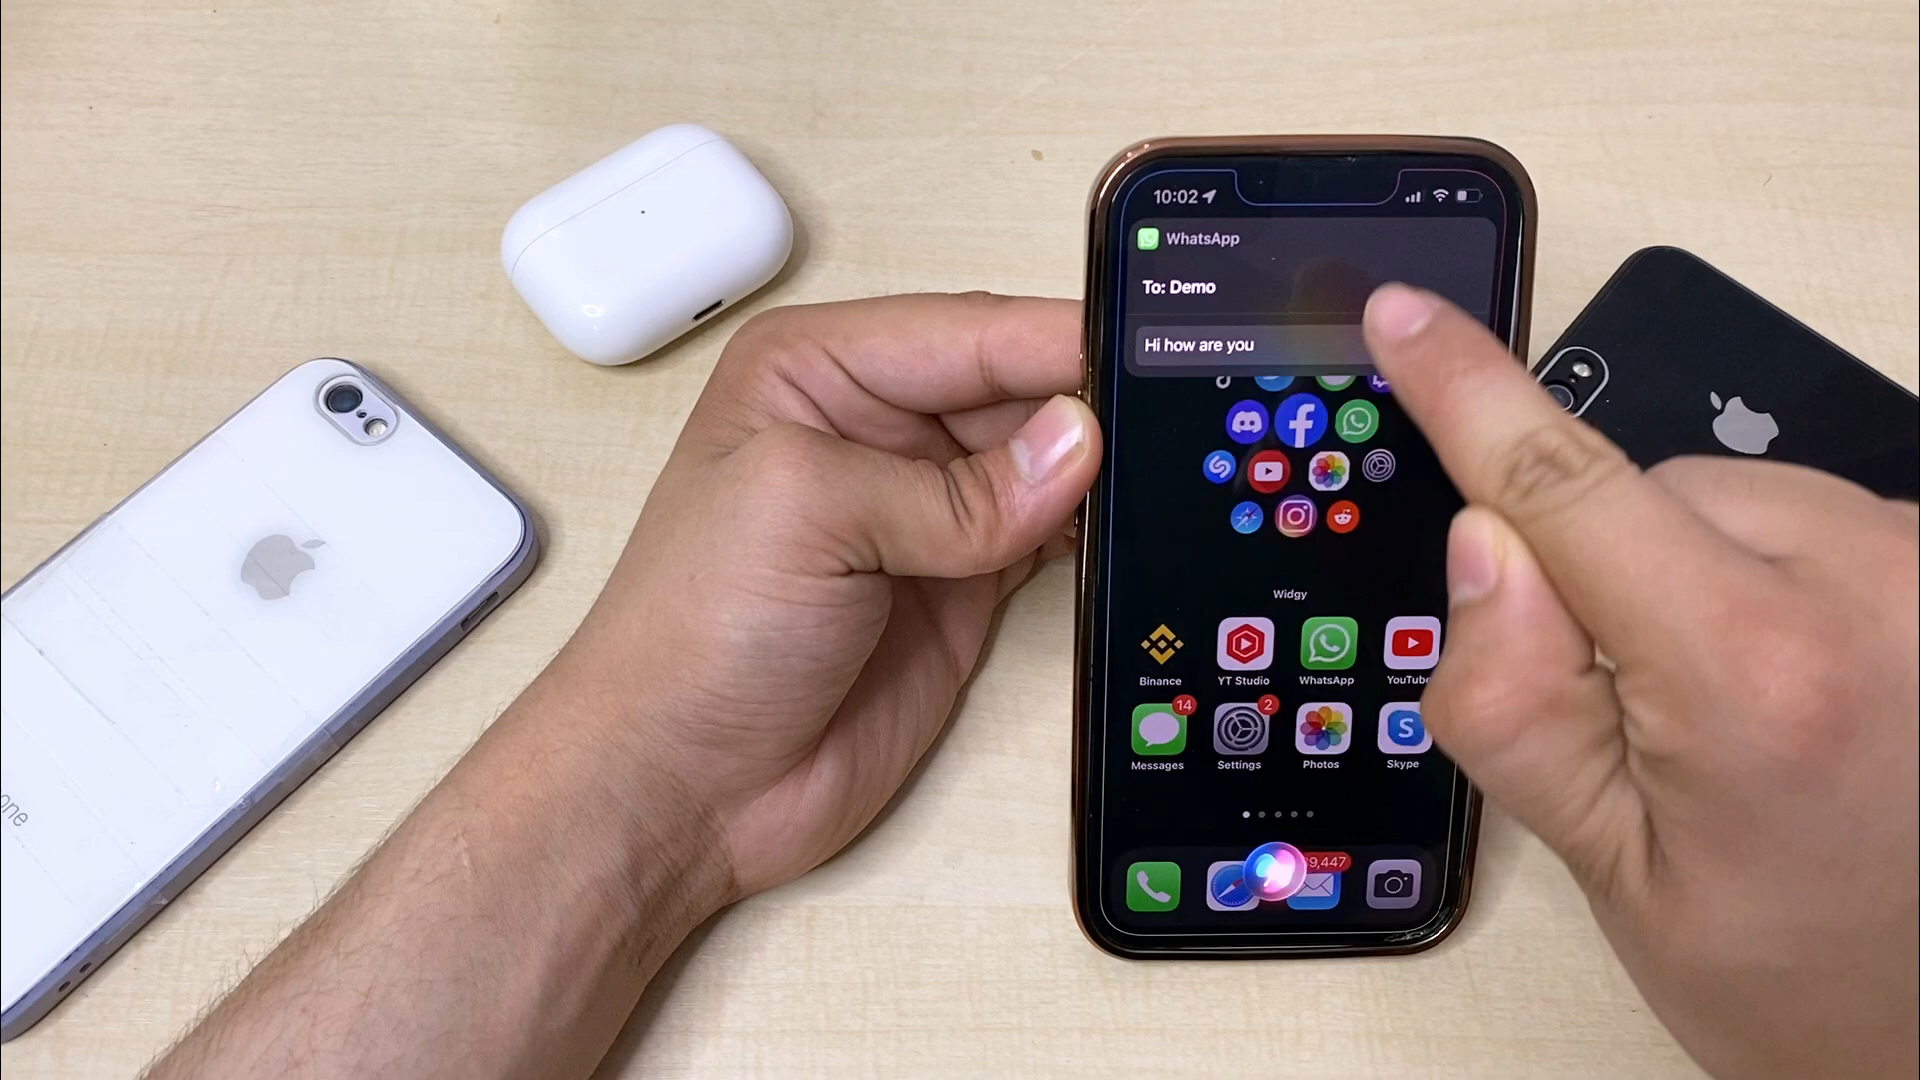 10:02
WhatsApp
To: Demo
Hi how are you
Widgy
Binance
YT Studio
WhatsApp
YouTube
14
2
Messages
Settings
Photos
Skype
9,447
one